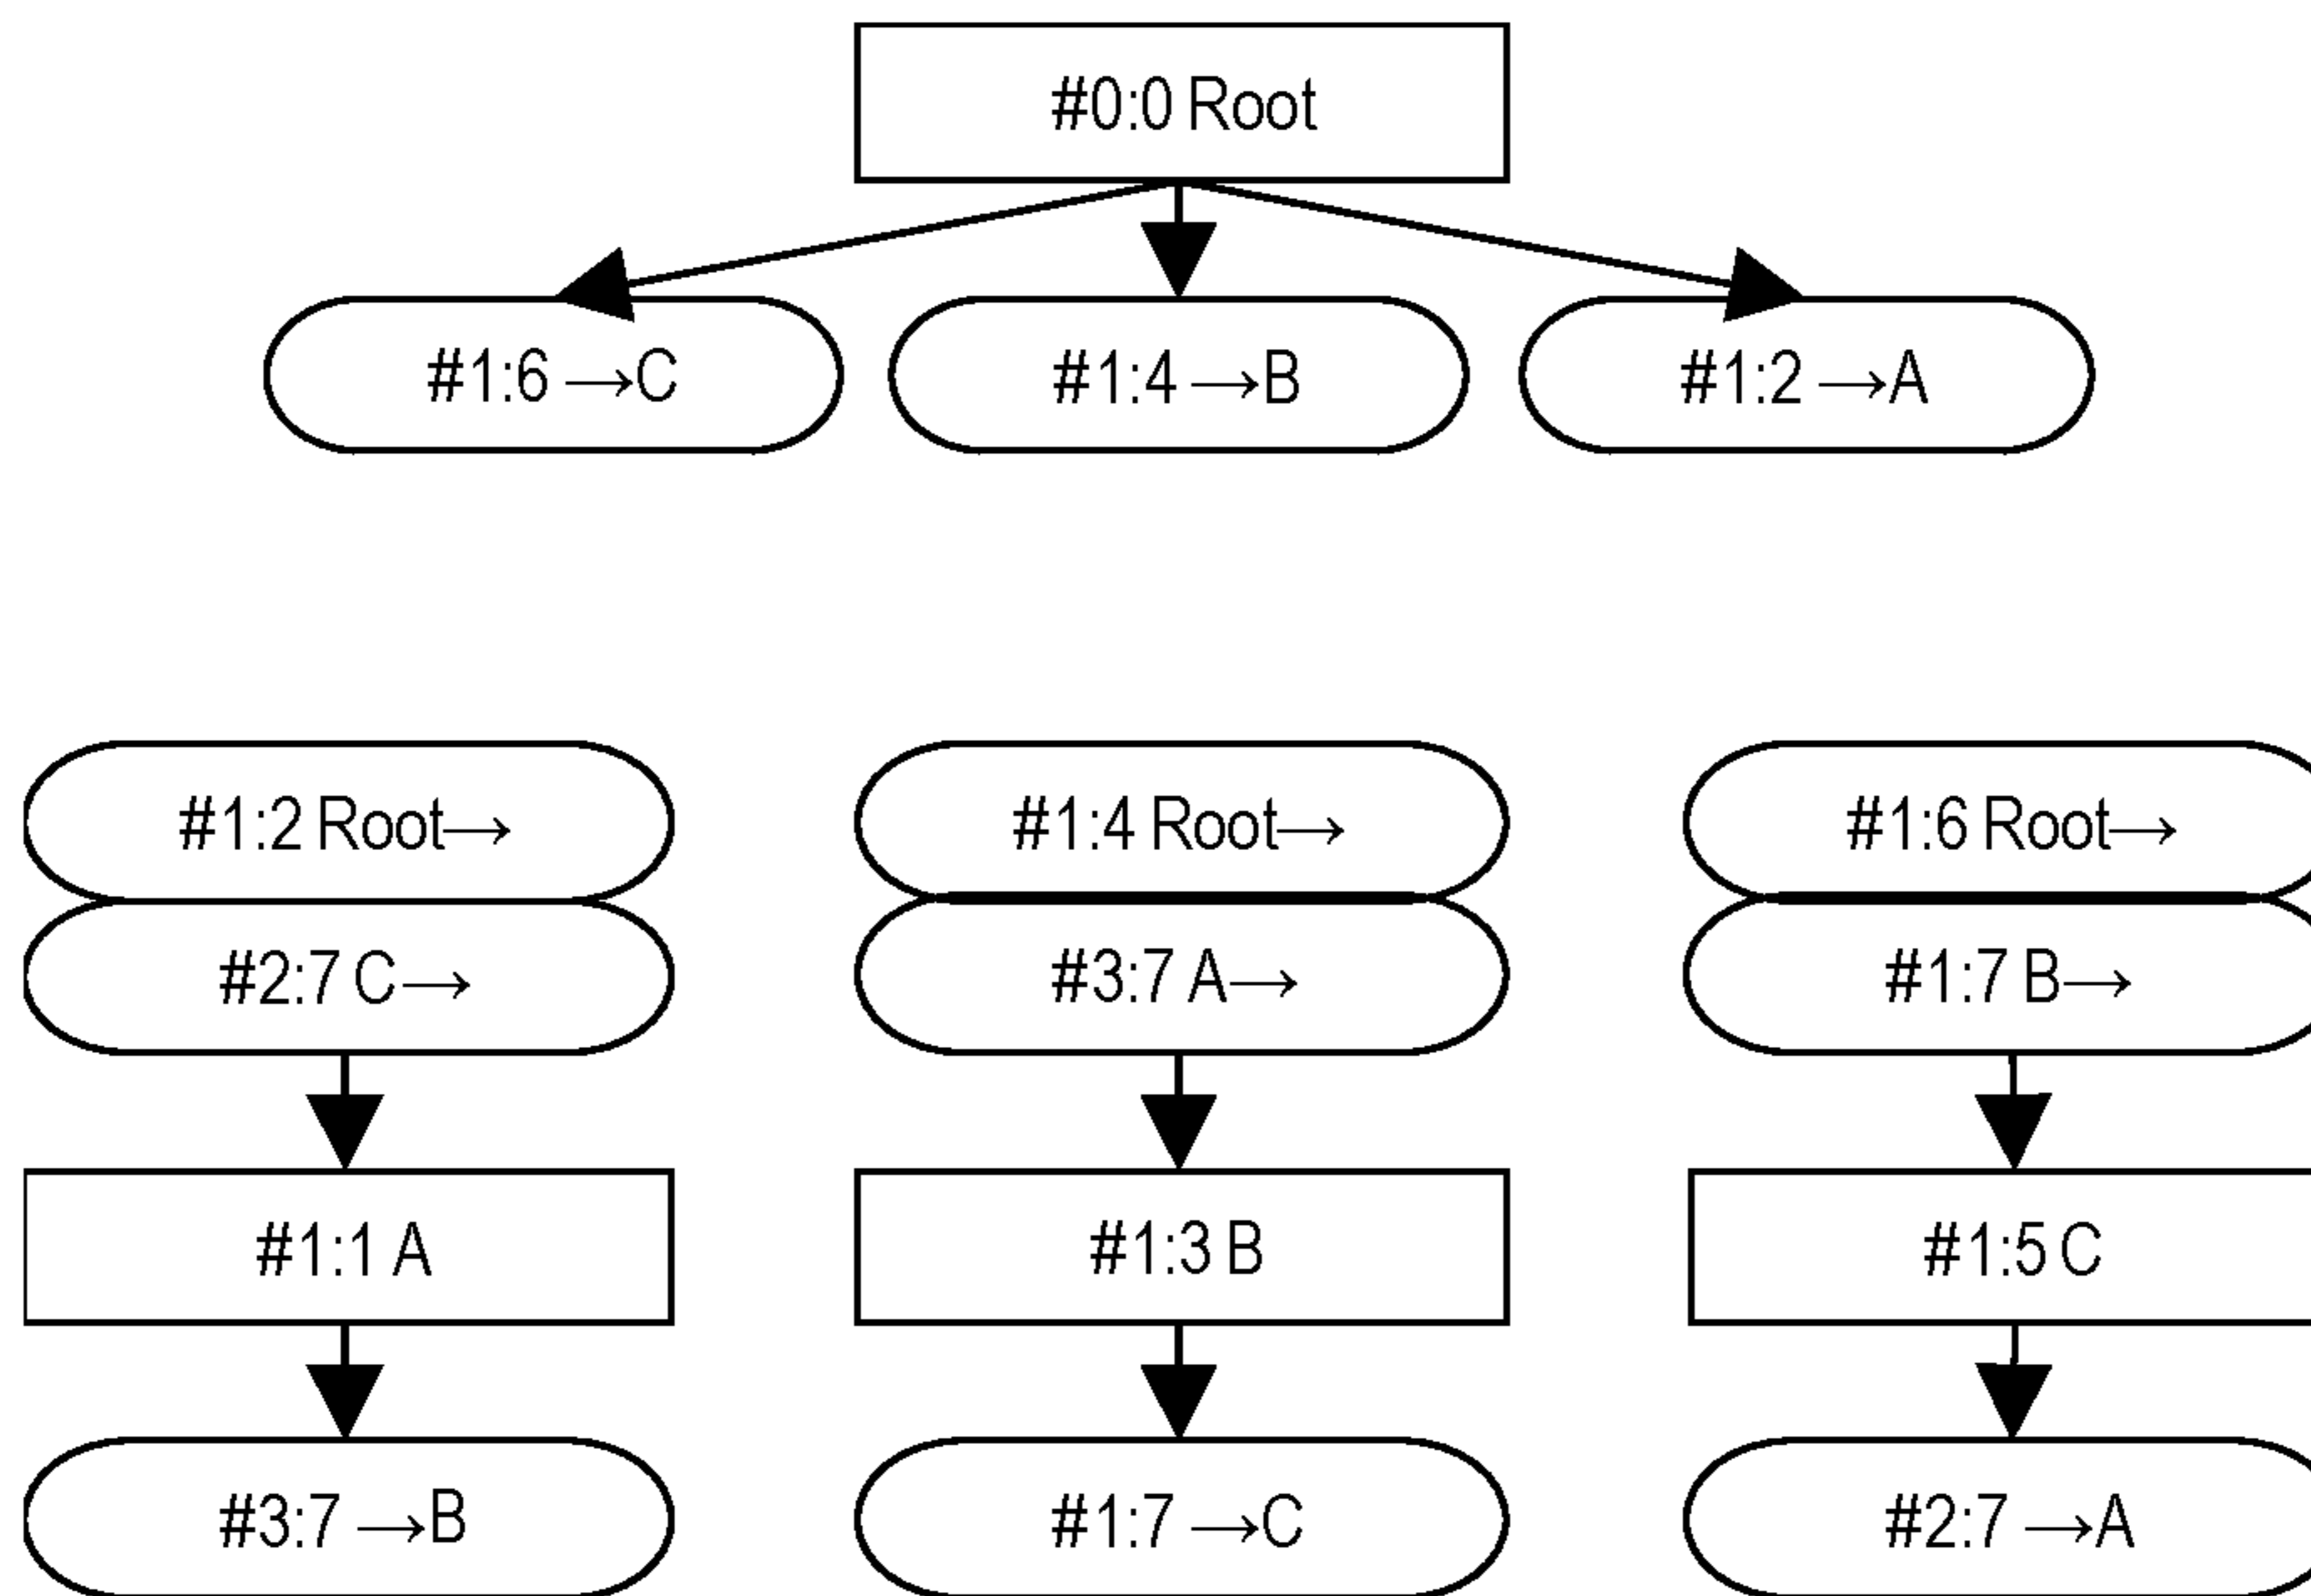 #0:0 Root
#1:6 →C
#1:4 →B
#1:2 →A
#1:2 Root→
#1:4 Root→
#1:6 Root→
#2:7 C→
#3:7 A→
#1:7 B→
#1:1 A
#1:3 B
#1:5 C
#3:7 →B
#1:7 →C
#2:7 →A